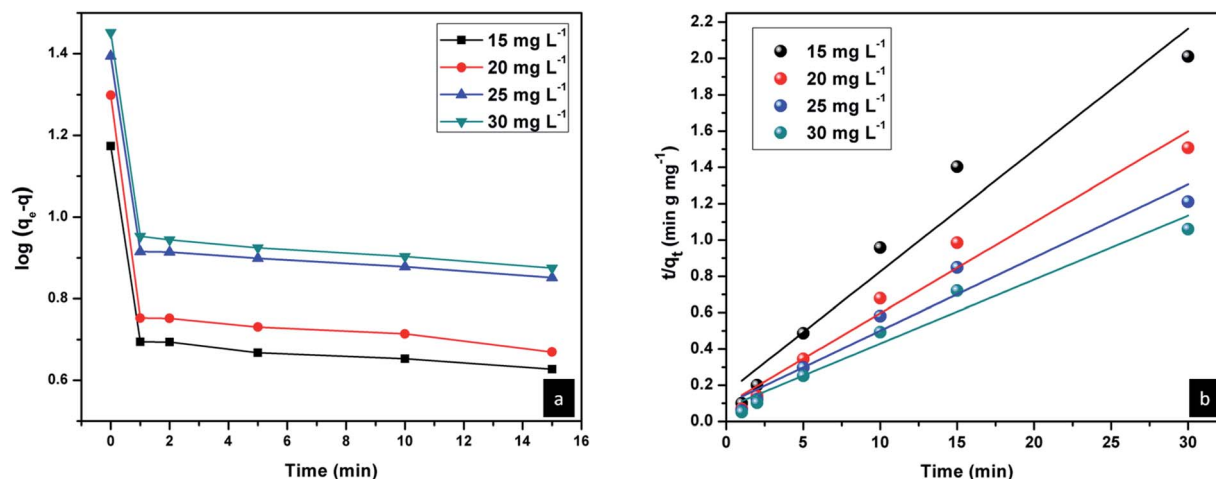 1.4
1.2
1.0
0.8
0.6
log (qₑ-q)
15 mg L⁻¹
20 mg L⁻¹
25 mg L⁻¹
30 mg L⁻¹
a
0 2 4 6 8 10 12 14 16
Time (min)
2.2
2.0
1.8
1.6
1.4
1.2
1.0
0.8
0.6
0.4
0.2
0.0
t/qₜ (min g mg⁻¹)
15 mg L⁻¹
20 mg L⁻¹
25 mg L⁻¹
30 mg L⁻¹
b
0 5 10 15 20 25 30
Time (min)